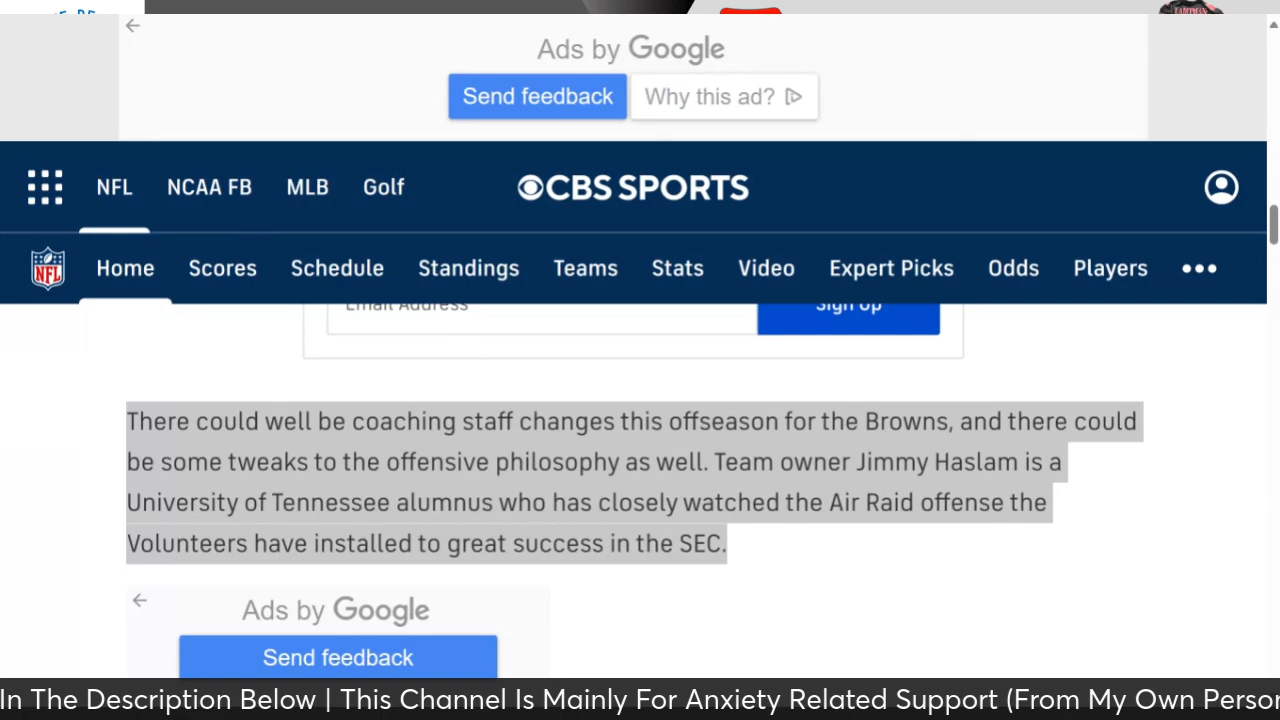 Ads by Google
Send feedback
Why this ad?
NFL NCAA FB MLB Golf
CBS SPORTS
NFL Home Scores Schedule Standings Teams Stats Video Expert Picks Odds Players
Email Address
Sign Up
There could well be coaching staff changes this offseason for the Browns, and there could
be some tweaks to the offensive philosophy as well. Team owner Jimmy Haslam is a
University of Tennessee alumnus who has closely watched the Air Raid offense the
Volunteers have installed to great success in the SEC.
Ads by Google
Send feedback
In The Description Below | This Channel Is Mainly For Anxiety Related Support (From My Own Person